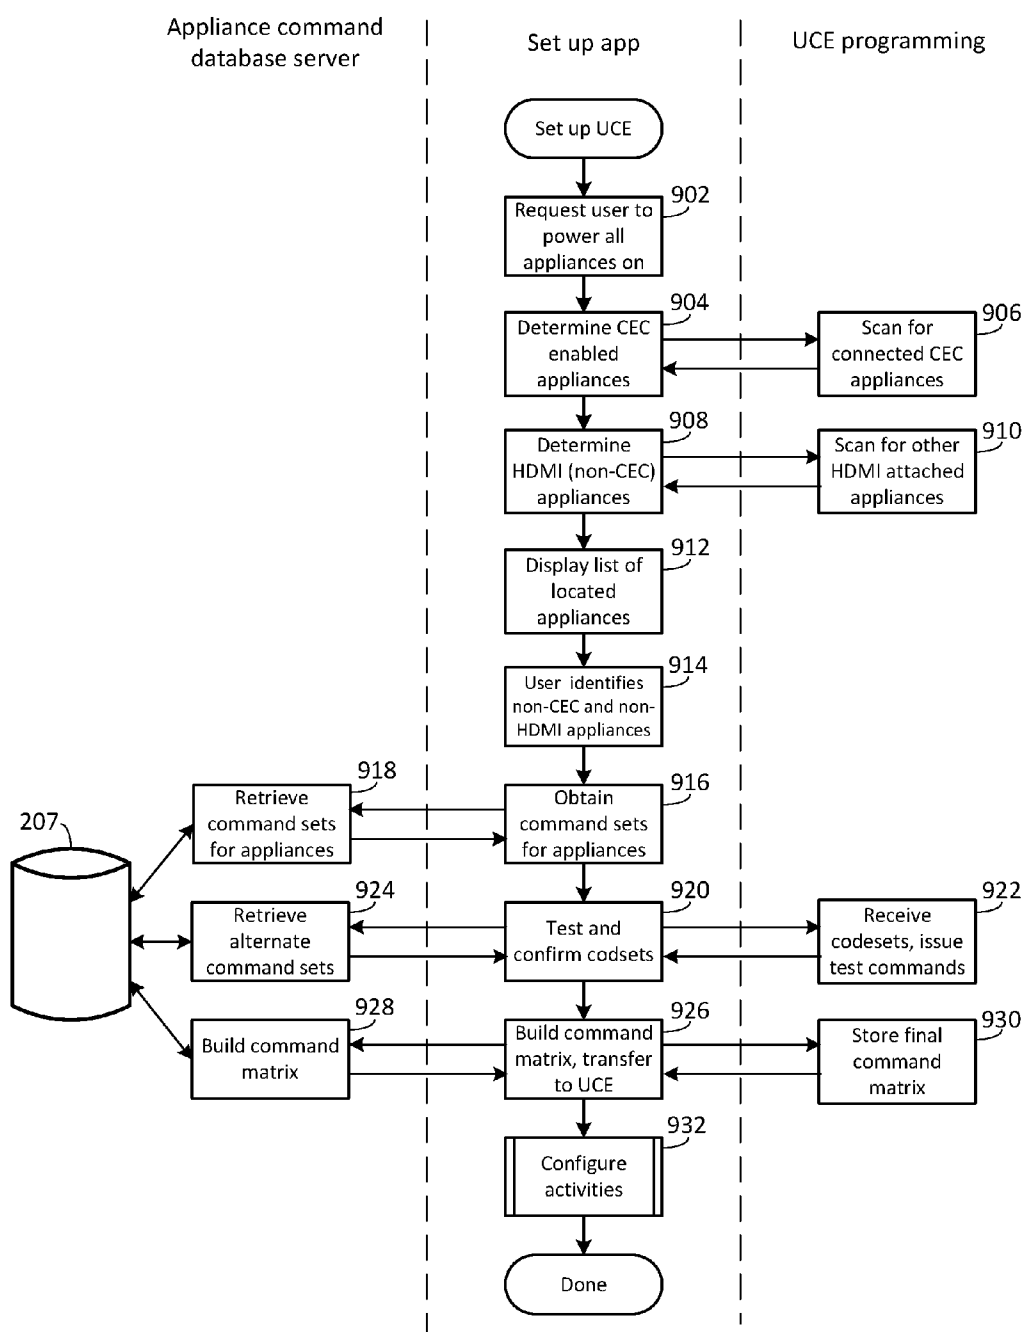 Appliance command
database server
Set up app
UCE programming
Set up UCE
902
Request user to
power all
appliances on
904
Determine CEC
enabled
appliances
906
Scan for
connected CEC
appliances
908
Determine
HDMI (non-CEC)
appliances
910
Scan for other
HDMI attached
appliances
912
Display list of
located
appliances
914
User identifies
non-CEC and non-
HDMI appliances
918
Retrieve
command sets
for appliances
916
Obtain
command sets
for appliances
207
924
Retrieve
alternate
command sets
920
Test and
confirm codsets
922
Receive
codesets, issue
test commands
928
Build command
matrix
926
Build command
matrix, transfer
to UCE
930
Store final
command
matrix
932
Configure
activities
Done